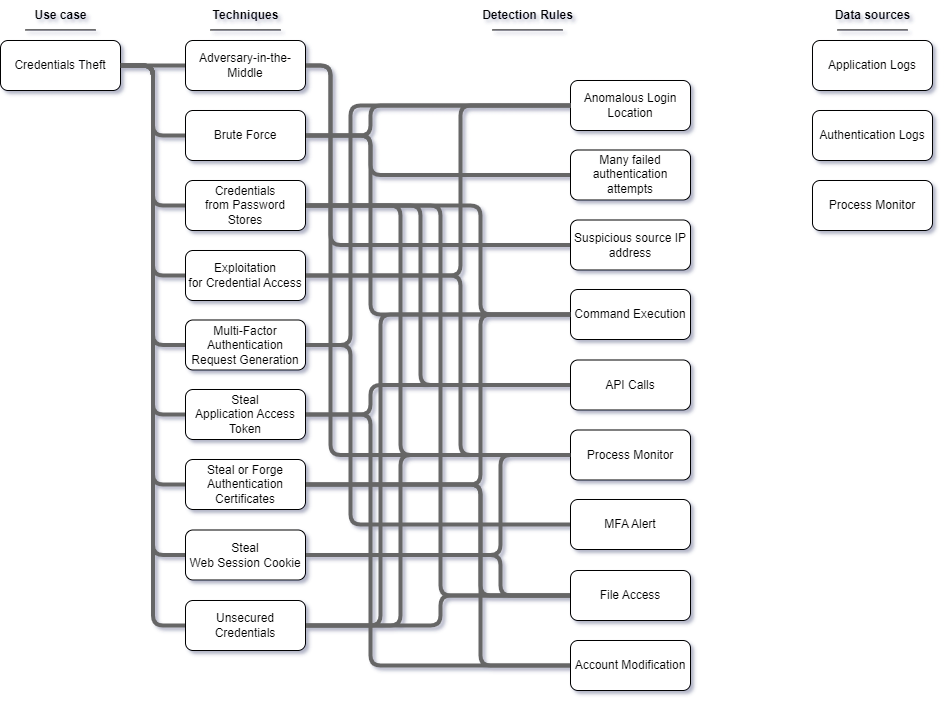 Use case
Techniques
Detection Rules
Data sources
Credentials Theft
Adversary-in-the-
Middle
Brute Force
Credentials
from Password
Stores
Exploitation
for Credential Access
Multi-Factor
Authentication
Request Generation
Steal
Application Access
Token
Steal or Forge
Authentication
Certificates
Steal
Web Session Cookie
Unsecured
Credentials
Anomalous Login
Location
Many failed
authentication
attempts
Suspicious source IP
address
Command Execution
API Calls
Process Monitor
MFA Alert
File Access
Account Modification
Application Logs
Authentication Logs
Process Monitor